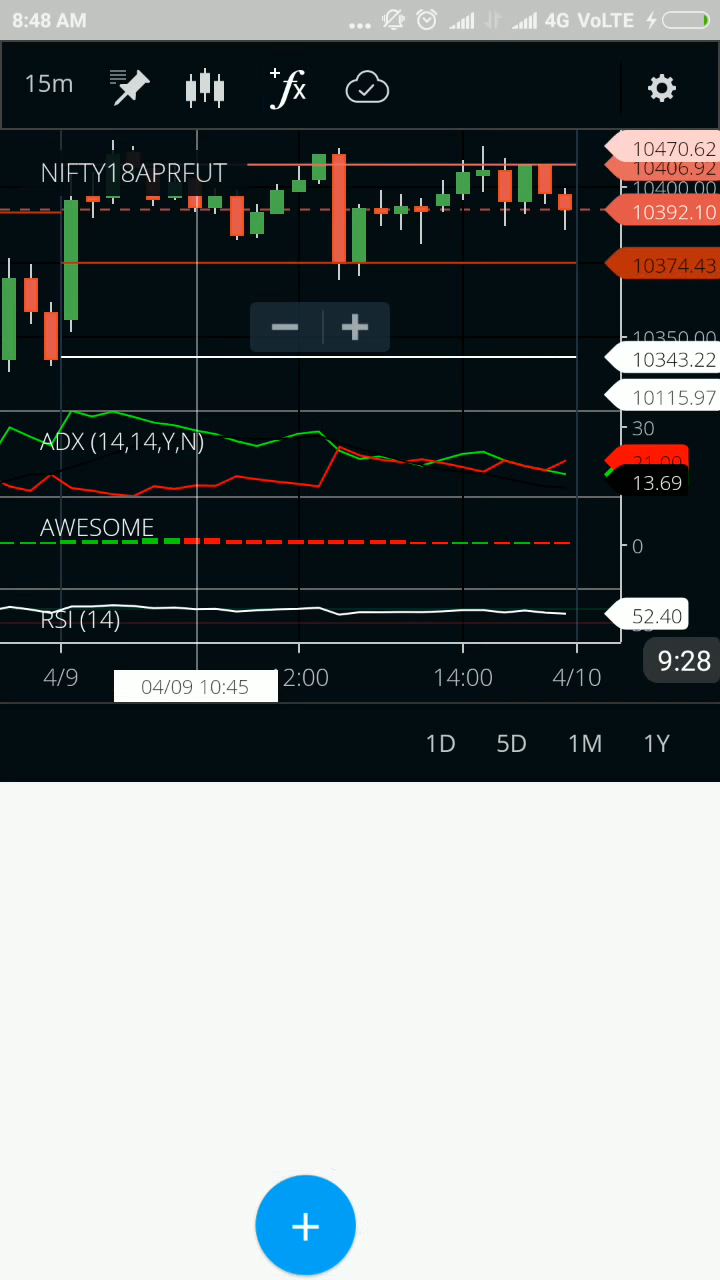 8:48 AM ... 4G VoLTE
15m +fx
10470.62
NIFTY18APRFUT
10406.92
10400.00
10392.10
10374.43
− +
10350.00
10343.22
10115.97
30
ADX (14,14,Y,N)
13.69
AWESOME
0
RSI (14)
52.40
9:28
4/9 04/09 10:45 2:00 14:00 4/10
1D 5D 1M 1Y
+